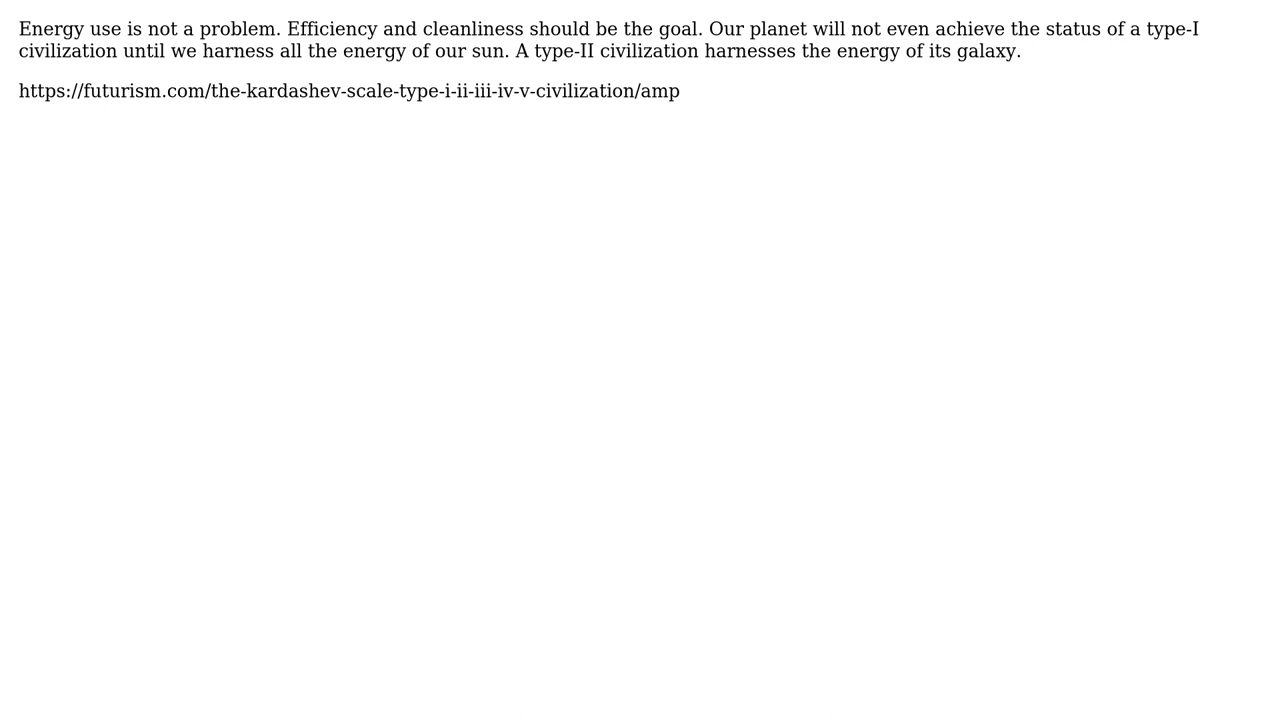 Energy use is not a problem. Efficiency and cleanliness should be the goal. Our planet will not even achieve the status of a type-I
civilization until we harness all the energy of our sun. A type-II civilization harnesses the energy of its galaxy.
https://futurism.com/the-kardashev-scale-type-i-ii-iii-iv-v-civilization/amp